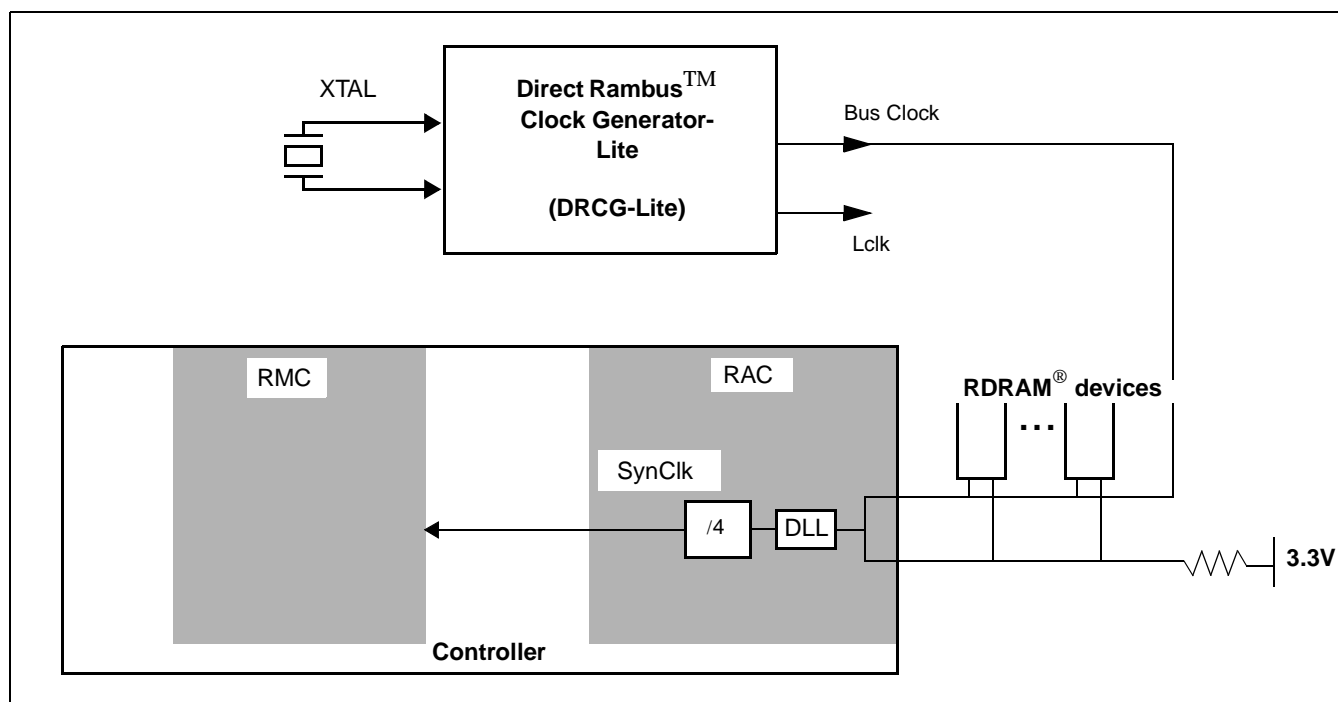 XTAL
Direct Rambus™
Clock Generator-
Lite
(DRCG-Lite)
Bus Clock
Lclk
RMC
RAC
RDRAM® devices
...
SynClk
/4
DLL
3.3V
Controller